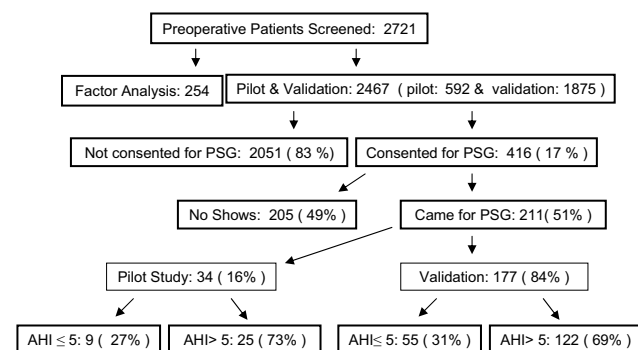 Preoperative Patients Screened: 2721
Factor Analysis: 254
Pilot & Validation: 2467 ( pilot: 592 & validation: 1875 )
Not consented for PSG: 2051 ( 83 %)
Consented for PSG: 416 ( 17 % )
No Shows: 205 ( 49% )
Came for PSG: 211( 51% )
Pilot Study: 34 ( 16% )
Validation: 177 ( 84% )
AHI ≤ 5: 9 ( 27% )
AHI> 5: 25 ( 73% )
AHI≤ 5: 55 ( 31% )
AHI> 5: 122 ( 69% )